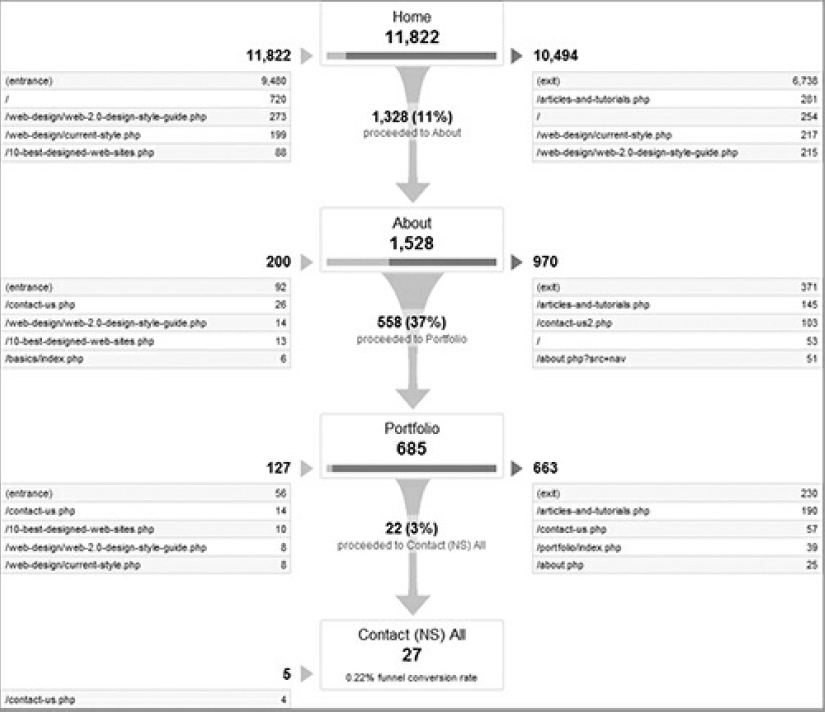 Home
11,822
11,822
10,494
(entrance) 9,480
/ 720
/web-design/web-2.0-design-style-guide.php 273
/web-design/current-style.php 199
/10-best-designed-web-sites.php 88
1,328 (11%)
proceeded to About
(exit) 6,738
/articles-and-tutorials.php 281
/ 254
/web-design/current-style.php 217
/web-design/web-2.0-design-style-guide.php 215
About
1,528
200
970
(entrance) 92
/contact-us.php 26
/web-design/web-2.0-design-style-guide.php 14
/10-best-designed-web-sites.php 13
/basics/index.php 6
558 (37%)
proceeded to Portfolio
(exit) 371
/articles-and-tutorials.php 145
/contact-us2.php 103
/ 53
/about.php?src=nav 51
Portfolio
685
127
663
(entrance) 56
/contact-us.php 14
/10-best-designed-web-sites.php 10
/web-design/web-2.0-design-style-guide.php 8
/web-design/current-style.php 8
22 (3%)
proceeded to Contact (NS) All
(exit) 230
/articles-and-tutorials.php 190
/contact-us.php 57
/portfolio/index.php 39
/about.php 25
Contact (NS) All
27
0.22% funnel conversion rate
5
/contact-us.php 4